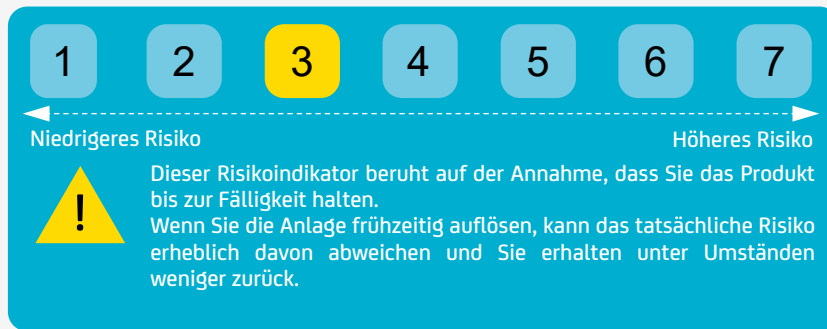 1 2 3 4 5 6 7
Niedrigeres Risiko Höheres Risiko
Dieser Risikoindikator beruht auf der Annahme, dass Sie das Produkt
bis zur Fälligkeit halten.
!
Wenn Sie die Anlage frühzeitig auflösen, kann das tatsächliche Risiko
erheblich davon abweichen und Sie erhalten unter Umständen
weniger zurück.